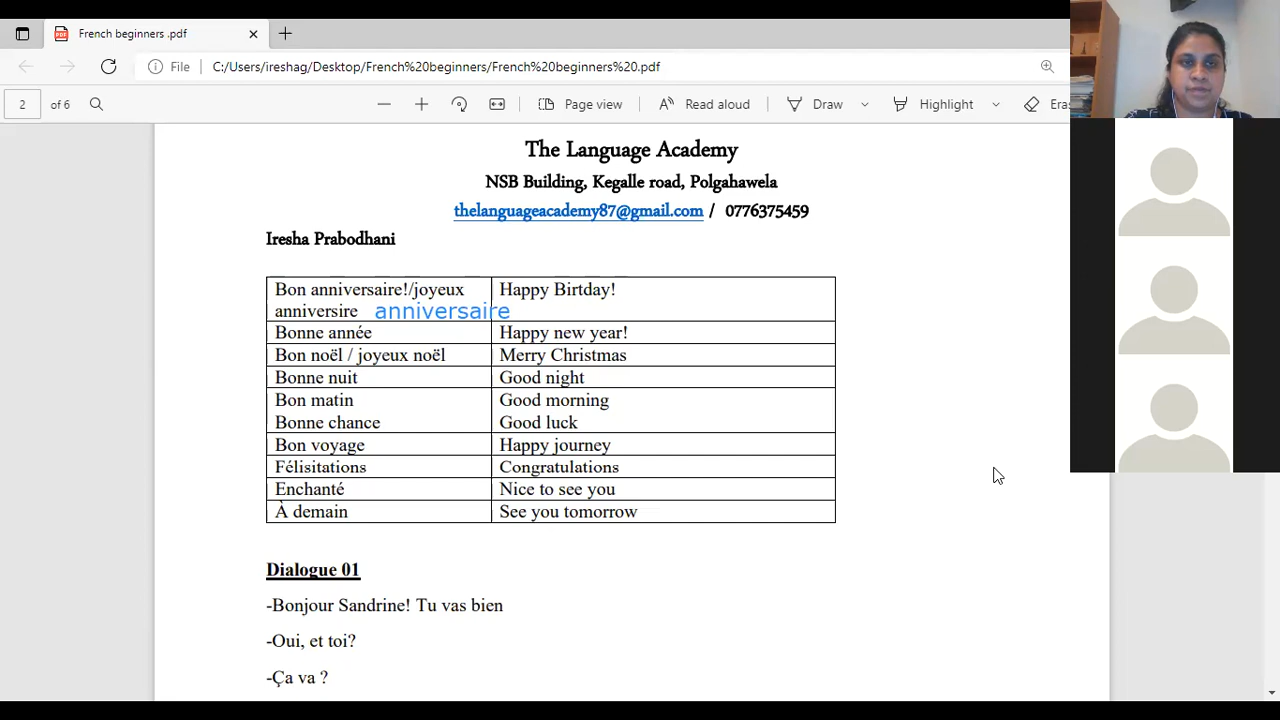 French beginners .pdf
File C:/Users/ireshag/Desktop/French%20beginners/French%20beginners%20.pdf
2 of 6 Page view Read aloud Draw Highlight
The Language Academy
NSB Building, Kegalle road, Polgahawela
thelanguageacademy87@gmail.com / 0776375459
Iresha Prabodhani
Bon anniversaire!/joyeux Happy Birtday!
anniversire anniversaire
Bonne année Happy new year!
Bon noël / joyeux noël Merry Christmas
Bonne nuit Good night
Bon matin Good morning
Bonne chance Good luck
Bon voyage Happy journey
Félisitations Congratulations
Enchanté Nice to see you
À demain See you tomorrow
Dialogue 01
-Bonjour Sandrine! Tu vas bien
-Oui, et toi?
-Ça va ?